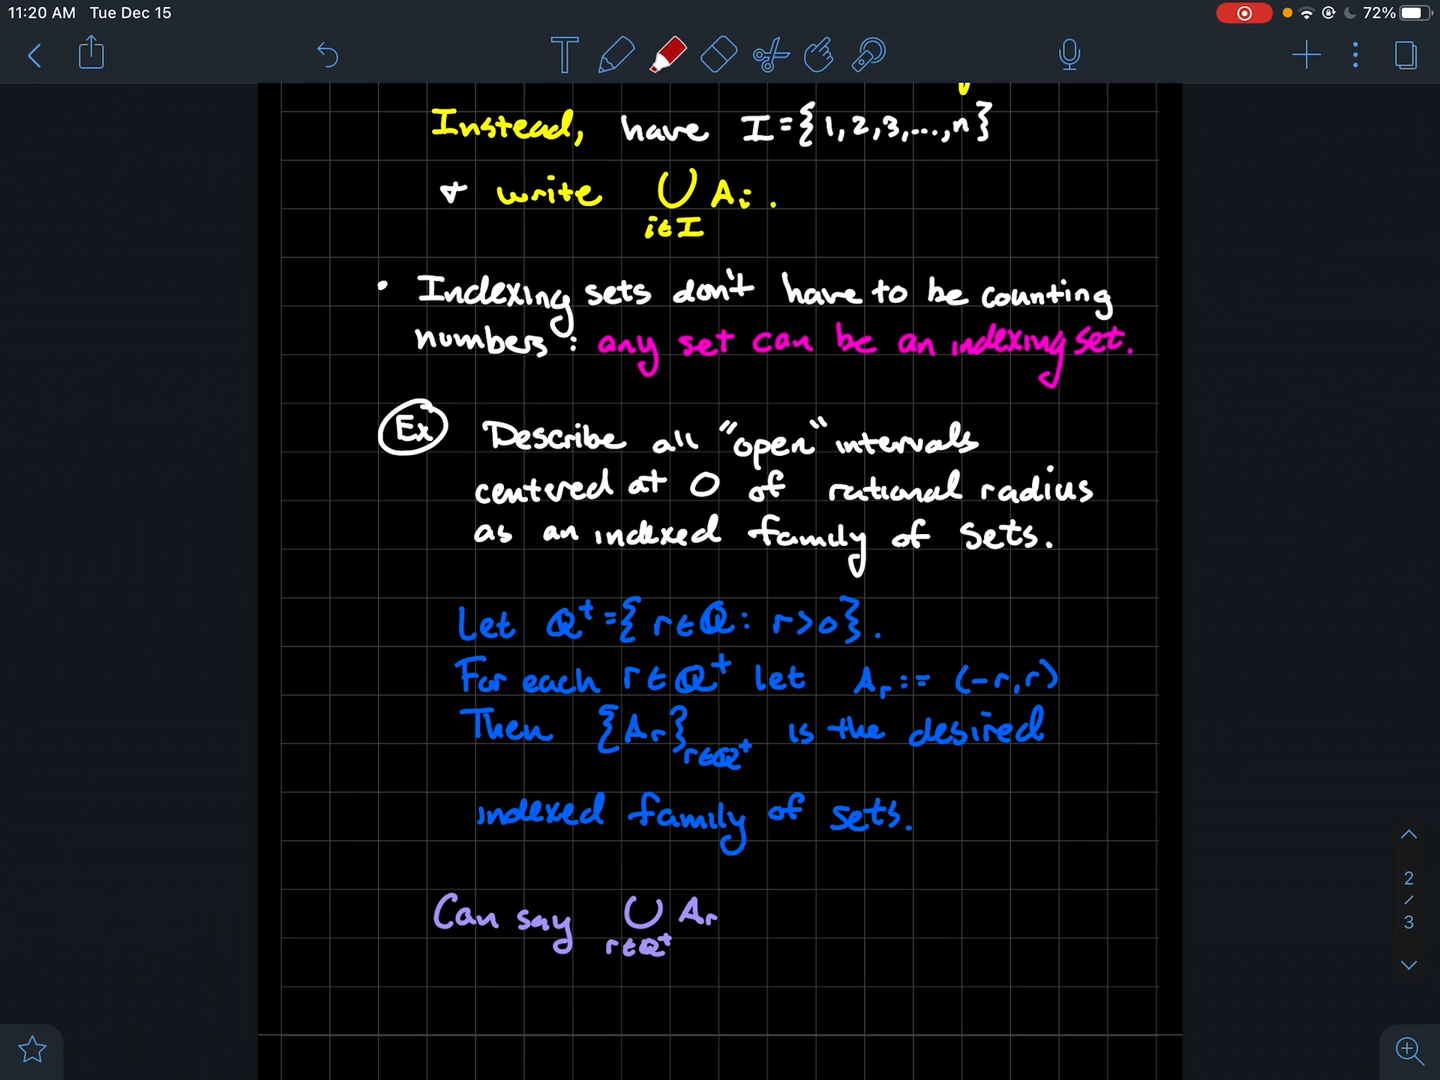 11:20 AM Tue Dec 15
72%
T
Instead, have I={1,2,3,...,n}
& write ∪ Ai .
i∈I
• Indexing sets don't have to be counting
numbers: any set can be an indexing set.
Ex Describe all "open" intervals
centered at 0 of rational radius
as an indexed family of sets.
Let ℚ⁺={r∈ℚ: r>0}.
For each r∈ℚ⁺ let Ar := (-r,r)
Then {Ar}r∈ℚ⁺ is the desired
indexed family of sets.
Can say ∪ Ar
r∈ℚ⁺
2
/
3